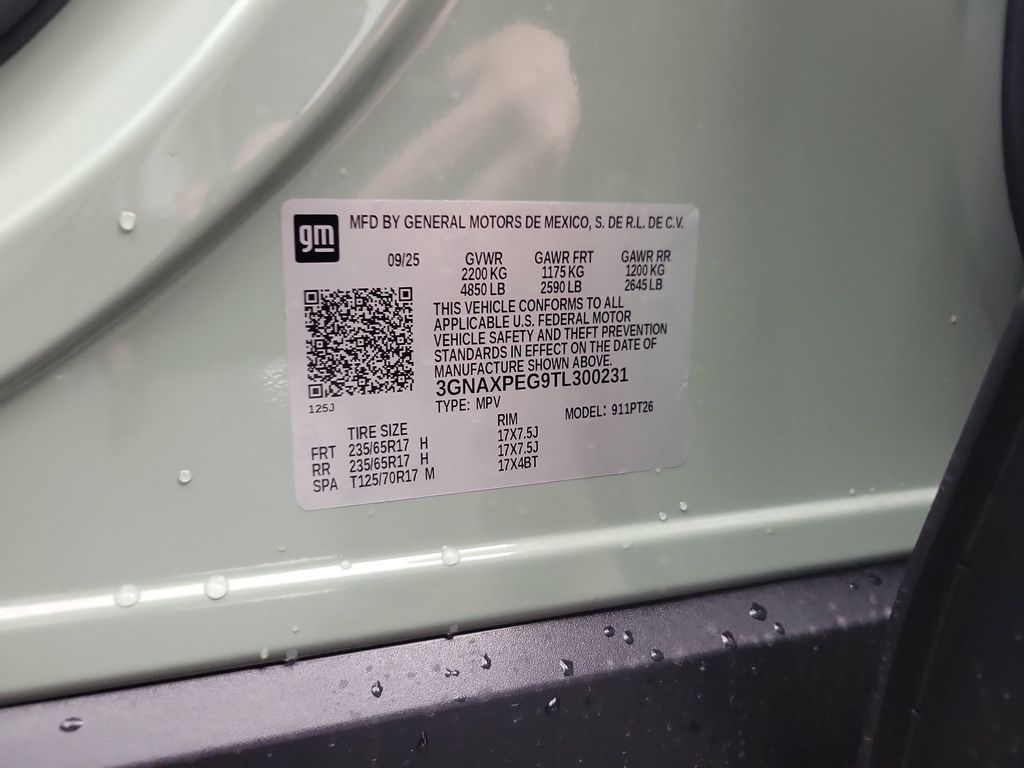 gm MFD BY GENERAL MOTORS DE MEXICO, S. DE R.L. DE C.V.
09/25 GVWR GAWR FRT GAWR RR
2200 KG 1175 KG 1200 KG
4850 LB 2590 LB 2645 LB
THIS VEHICLE CONFORMS TO ALL
APPLICABLE U.S. FEDERAL MOTOR
VEHICLE SAFETY AND THEFT PREVENTION
STANDARDS IN EFFECT ON THE DATE OF
MANUFACTURE SHOWN ABOVE.
3GNAXPEG9TL300231
125J TYPE: MPV MODEL: 911PT26
TIRE SIZE RIM
FRT 235/65R17 H 17X7.5J
RR 235/65R17 H 17X7.5J
SPA T125/70R17 M 17X4BT